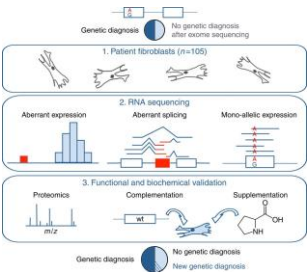 A
G
Genetic diagnosis
No genetic diagnosis
after exome sequencing
1. Patient fibroblasts (n=105)
2. RNA sequencing
Aberrant expression
Aberrant splicing
Mono-allelic expression
A
A
A
A
A
A
G
3. Functional and biochemical validation
Proteomics
Complementation
Supplementation
m/z
wt
O
OH
NH
Genetic diagnosis
No genetic diagnosis
New genetic diagnosis